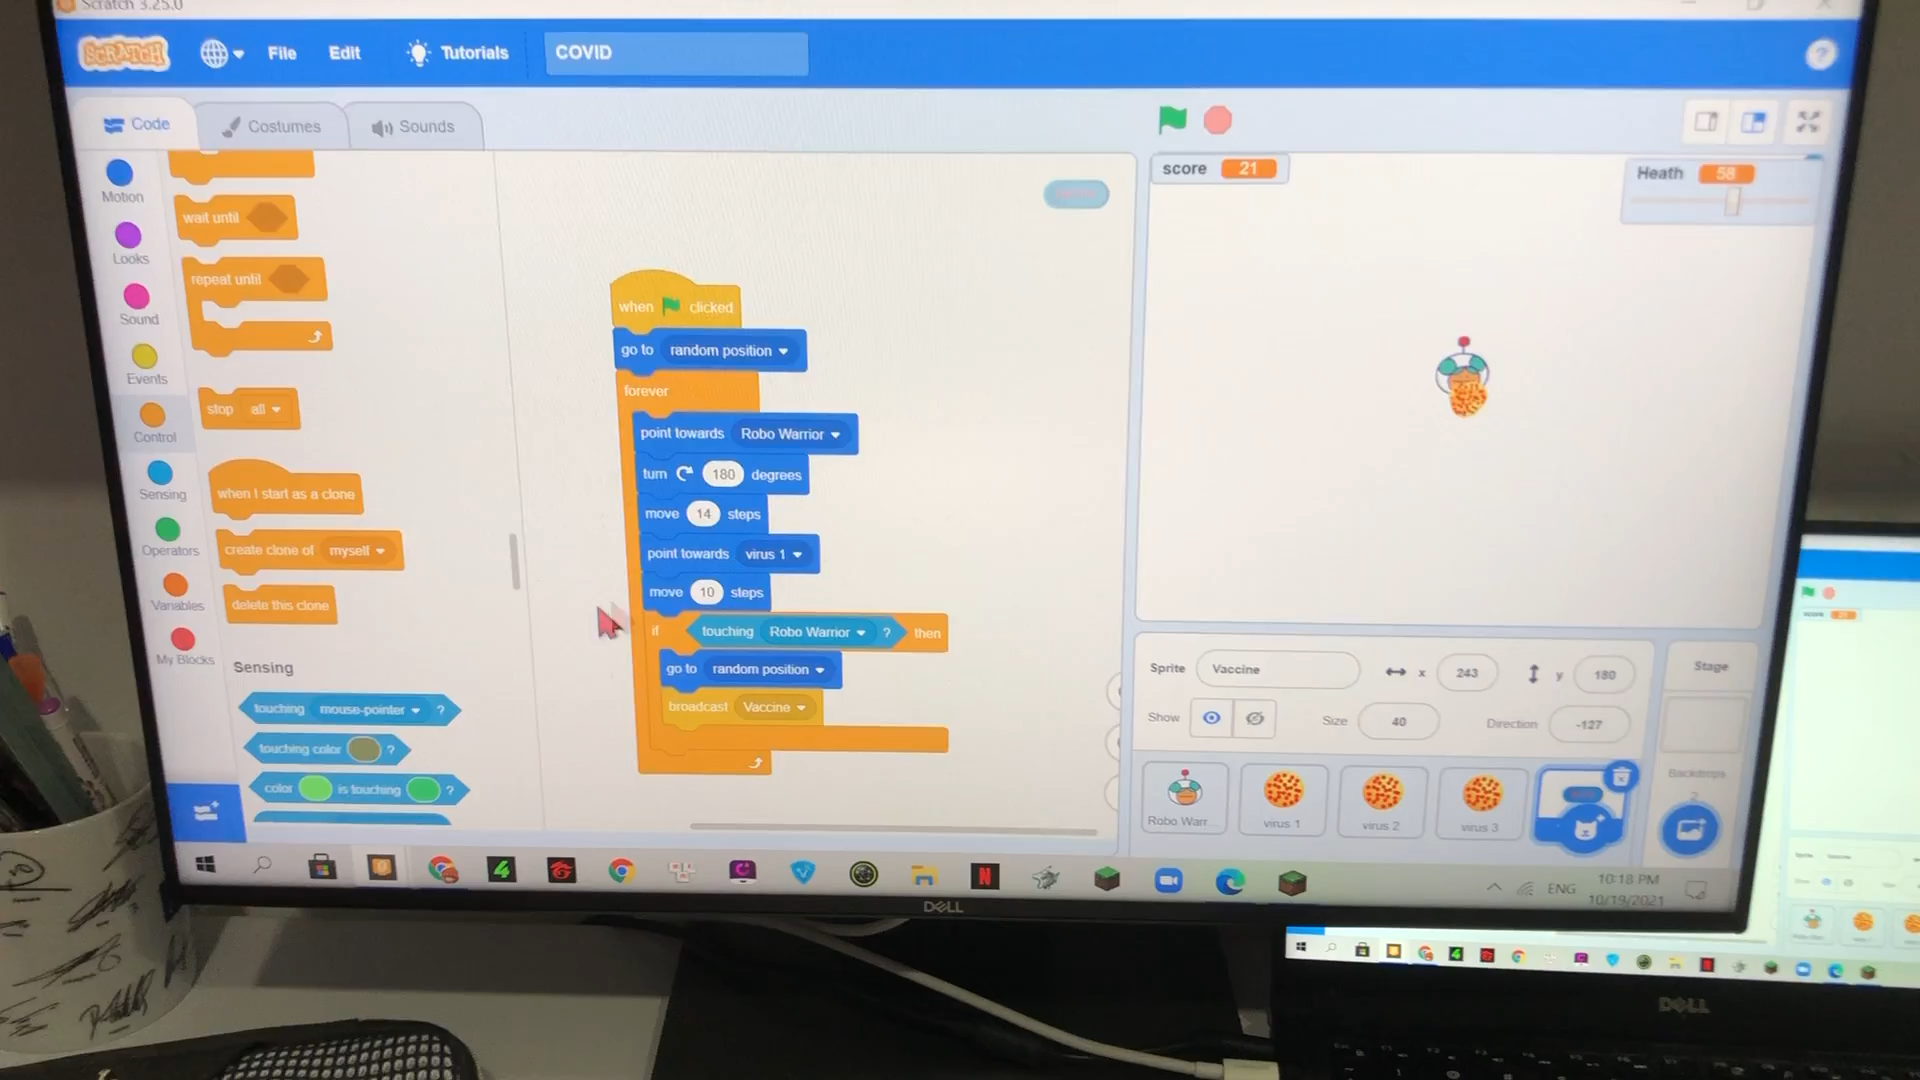 Scratch 3.25.0
SCRATCH File Edit Tutorials COVID ?
Code Costumes Sounds
Motion
Looks
Sound
Events
Control
Sensing
Operators
Variables
My Blocks
wait until
repeat until
stop all
when I start as a clone
create clone of myself
delete this clone
Sensing
touching mouse-pointer ?
touching color ?
color is touching ?
when clicked
go to random position
forever
point towards Robo Warrior
turn 180 degrees
move 14 steps
point towards virus 1
move 10 steps
if touching Robo Warrior ? then
go to random position
broadcast Vaccine
score 21
Heath 58
Sprite Vaccine x 243 y 180
Show Size 40 Direction -127
Robo Warr...
virus 1
virus 2
virus 3
Stage
Backdrops
2
ENG
10:18 PM
10/19/2021
DELL
DELL